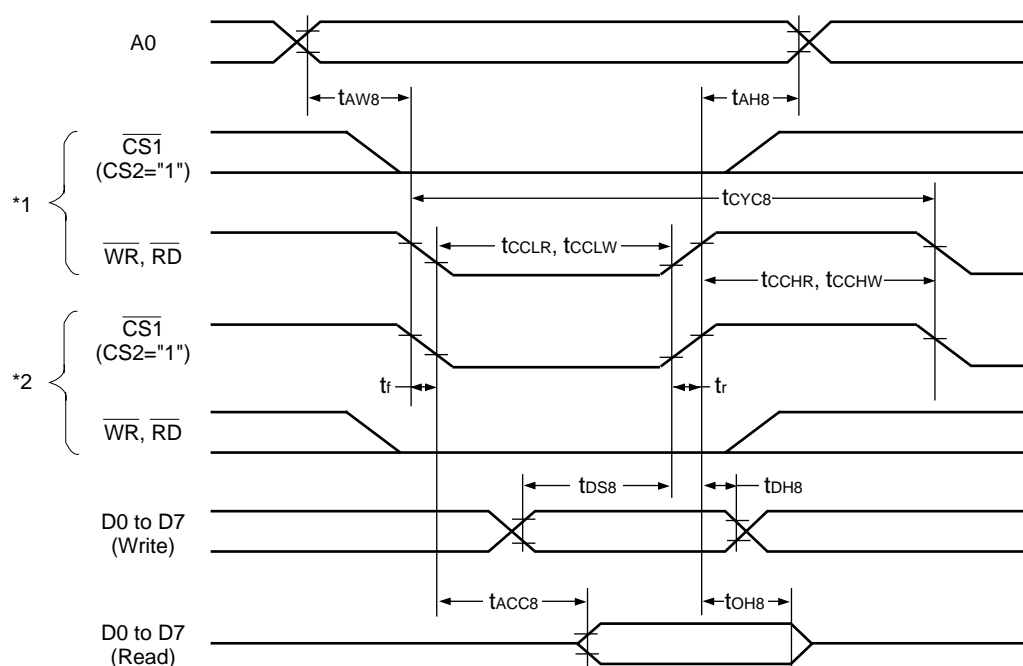 A0
tAW8
tAH8
*1
CS1
(CS2="1")
tCYC8
WR, RD
tCCLR, tCCLW
tCCHR, tCCHW
*2
CS1
(CS2="1")
tf
tr
WR, RD
tDS8
tDH8
D0 to D7
(Write)
tACC8
tOH8
D0 to D7
(Read)